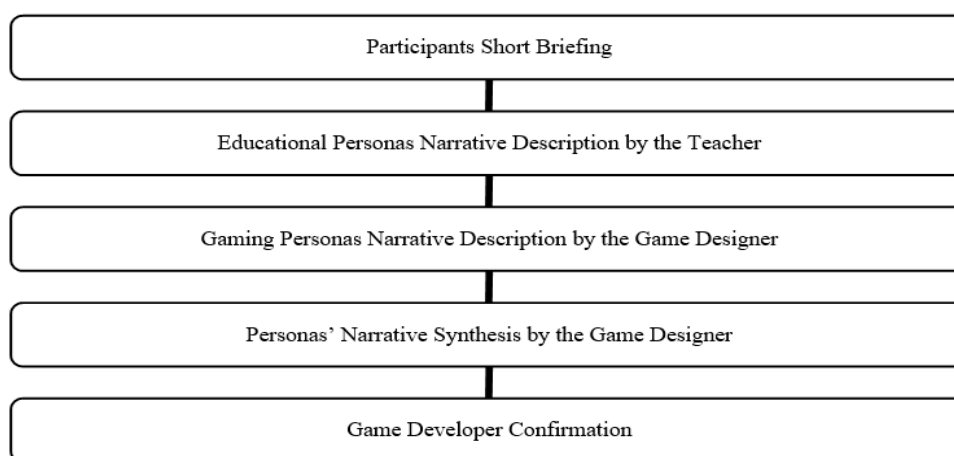 Participants Short Briefing
Educational Personas Narrative Description by the Teacher
Gaming Personas Narrative Description by the Game Designer
Personas’ Narrative Synthesis by the Game Designer
Game Developer Confirmation